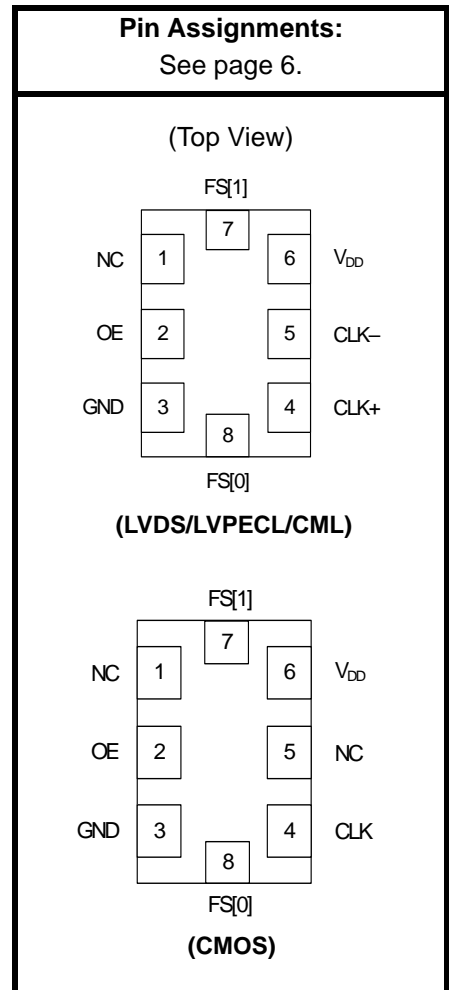 Pin Assignments:
See page 6.
(Top View)
FS[1]
7
NC 1 6 VDD
OE 2 5 CLK–
GND 3 4 CLK+
8
FS[0]
(LVDS/LVPECL/CML)
FS[1]
7
NC 1 6 VDD
OE 2 5 NC
GND 3 4 CLK
8
FS[0]
(CMOS)